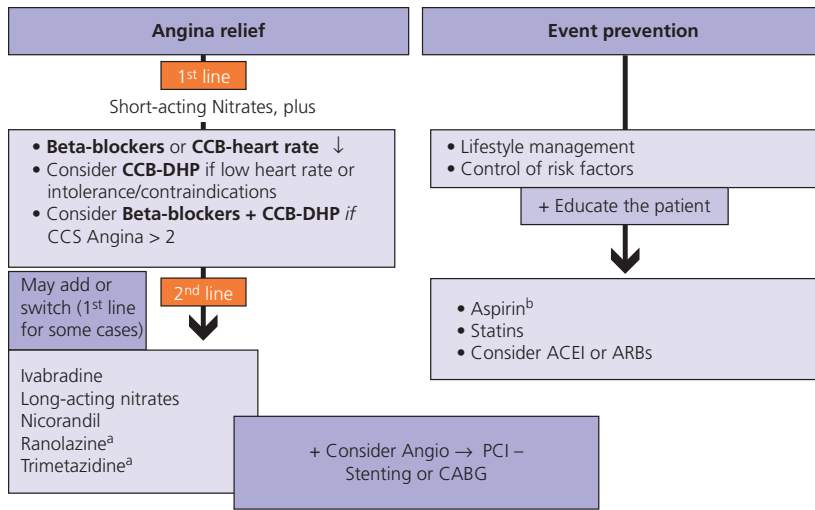 Angina relief
1st line
Short-acting Nitrates, plus
• Beta-blockers or CCB-heart rate ↓
• Consider CCB-DHP if low heart rate or
intolerance/contraindications
• Consider Beta-blockers + CCB-DHP if
CCS Angina > 2
May add or
switch (1st line
for some cases)
2nd line
Ivabradine
Long-acting nitrates
Nicorandil
Ranolazineᵃ
Trimetazidineᵃ
+ Consider Angio → PCI –
Stenting or CABG
Event prevention
• Lifestyle management
• Control of risk factors
+ Educate the patient
• Aspirinᵇ
• Statins
• Consider ACEI or ARBs